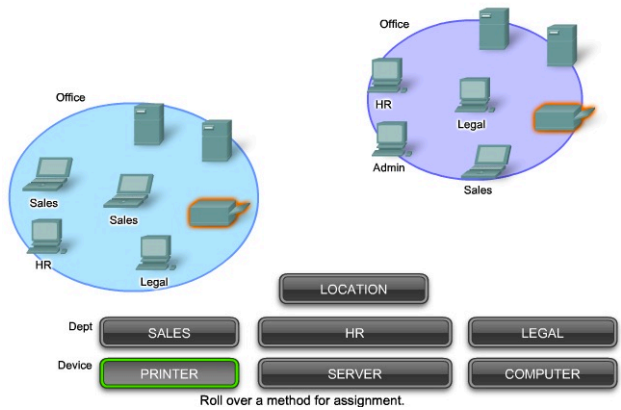 Office
HR
Legal
Admin
Sales
Office
Sales
Sales
HR
Legal
LOCATION
Dept SALES HR LEGAL
Device PRINTER SERVER COMPUTER
Roll over a method for assignment.